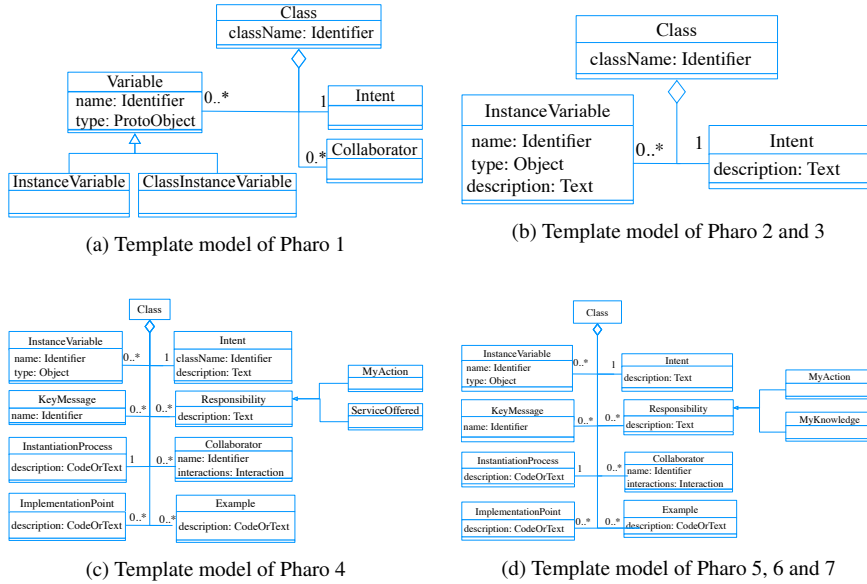 Class
className: Identifier
Variable
name: Identifier
type: ProtoObject
0..*
1
Intent
0.*
Collaborator
InstanceVariable
ClassInstanceVariable
(a) Template model of Pharo 1
Class
className: Identifier
InstanceVariable
name: Identifier
type: Object
description: Text
0..*
1
Intent
description: Text
(b) Template model of Pharo 2 and 3
Class
InstanceVariable
name: Identifier
type: Object
0..*
1
Intent
className: Identifier
description: Text
KeyMessage
name: Identifier
0..*
0..*
Responsibility
description: Text
MyAction
ServiceOffered
InstantiationProcess
description: CodeOrText
1
0..*
Collaborator
name: Identifier
interactions: Interaction
ImplementationPoint
description: CodeOrText
0..*
0..*
Example
description: CodeOrText
(c) Template model of Pharo 4
Class
InstanceVariable
name: Identifier
type: Object
0..*
1
Intent
description: Text
KeyMessage
name: Identifier
0..*
0..*
Responsibility
description: Text
MyAction
MyKnowledge
InstantiationProcess
description: CodeOrText
1
0..*
Collaborator
name: Identifier
interactions: Interaction
ImplementationPoint
description: CodeOrText
0..*
0..*
Example
description: CodeOrText
(d) Template model of Pharo 5, 6 and 7